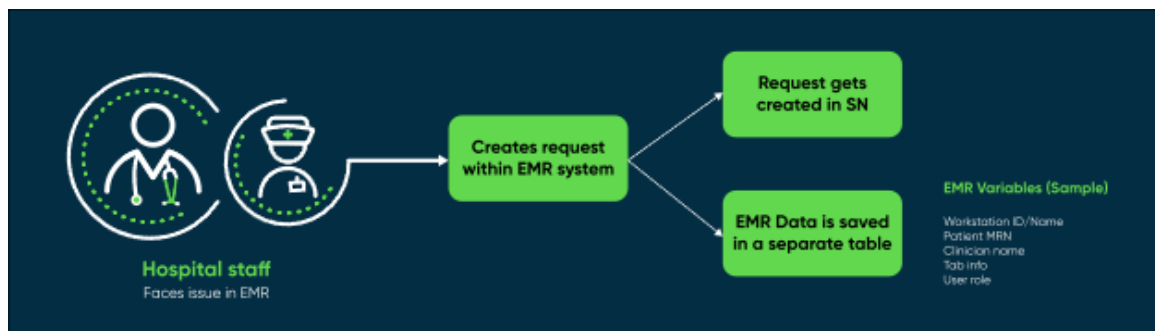 Hospital staff
Faces issue in EMR
Creates request
within EMR system
Request gets
created in SN
EMR Data is saved
in a separate table
EMR Variables (Sample)
Workstation ID/Name
Patient MRN
Clinician name
Tab info
User role